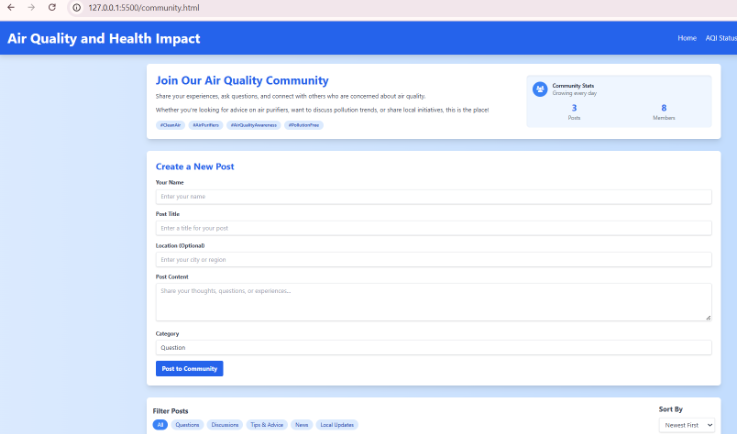 127.0.0.1:5500/community.html
Air Quality and Health Impact
Home AQI Status
Join Our Air Quality Community
Share your experiences, ask questions, and connect with others who are concerned about air quality.
Whether you're looking for advice on air purifiers, want to discuss pollution trends, or share local initiatives, this is the place!
#CleanAir #AirPurifiers #AirQualityAwareness #PollutionFree
Community Stats
Growing every day
3 8
Posts Members
Create a New Post
Your Name
Enter your name
Post Title
Enter a title for your post
Location (Optional)
Enter your city or region
Post Content
Share your thoughts, questions, or experiences...
Category
Question
Post to Community
Filter Posts
All Questions Discussions Tips & Advice News Local Updates
Sort By
Newest First